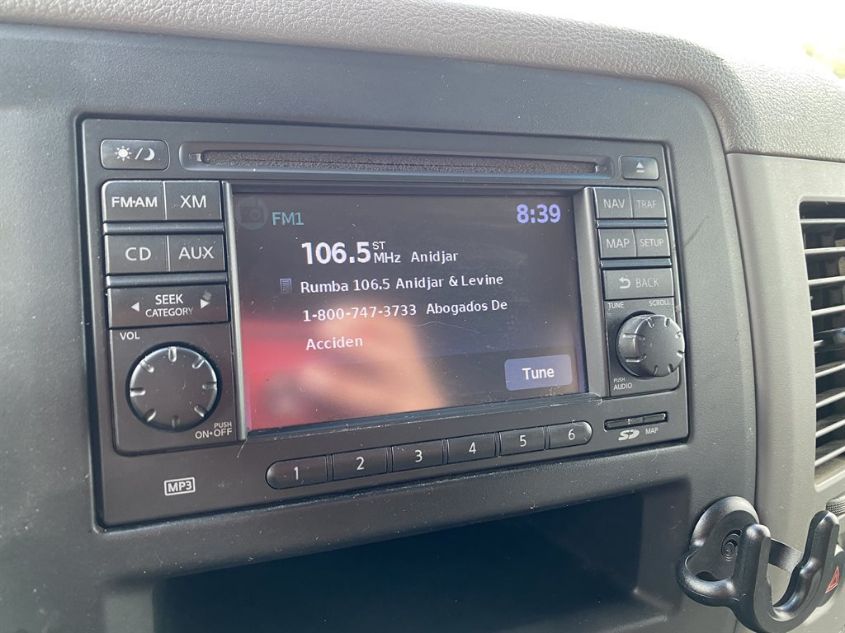 FM·AM XM
CD AUX
SEEK
CATEGORY
VOL
PUSH
ON•OFF
MP3
FM1 8:39
106.5 ST MHz Anidjar
Rumba 106.5 Anidjar & Levine
1-800-747-3733 Abogados De
Acciden
Tune
1 2 3 4 5 6
NAV TRAF
MAP SETUP
BACK
TUNE SCROLL
PUSH
AUDIO
SD MAP